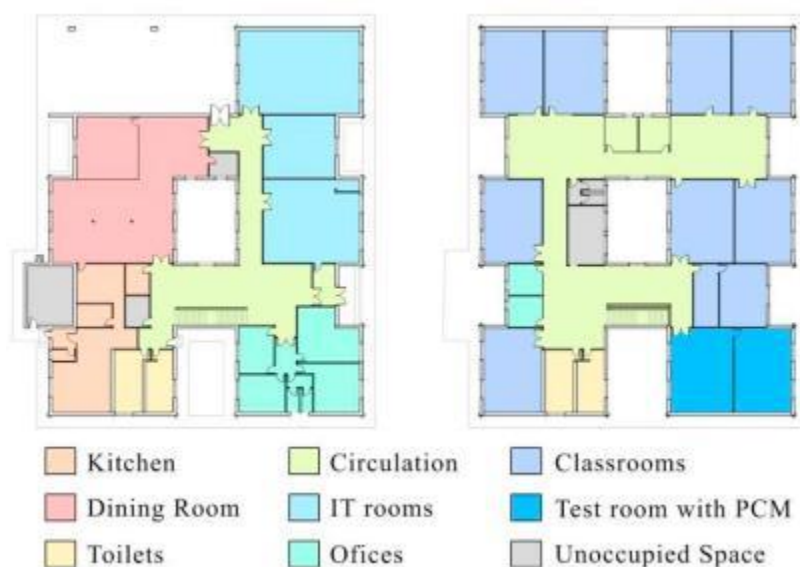 Kitchen Circulation Classrooms
Dining Room IT rooms Test room with PCM
Toilets Ofices Unoccupied Space